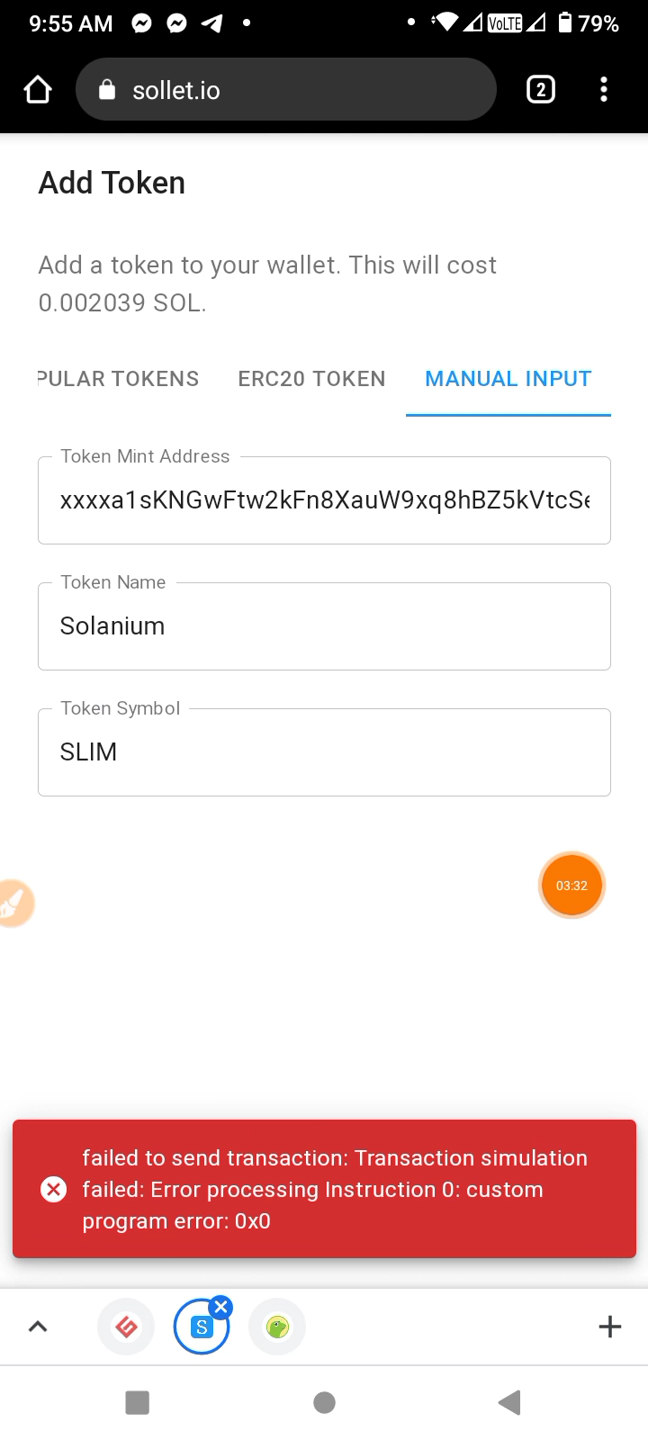 9:55 AM
VoLTE
79%
sollet.io
2
Add Token
Add a token to your wallet. This will cost
0.002039 SOL.
PULAR TOKENS
ERC20 TOKEN
MANUAL INPUT
Token Mint Address
xxxxa1sKNGwFtw2kFn8XauW9xq8hBZ5kVtcSe
Token Name
Solanium
Token Symbol
SLIM
03:32
failed to send transaction: Transaction simulation
failed: Error processing Instruction 0: custom
program error: 0x0
S